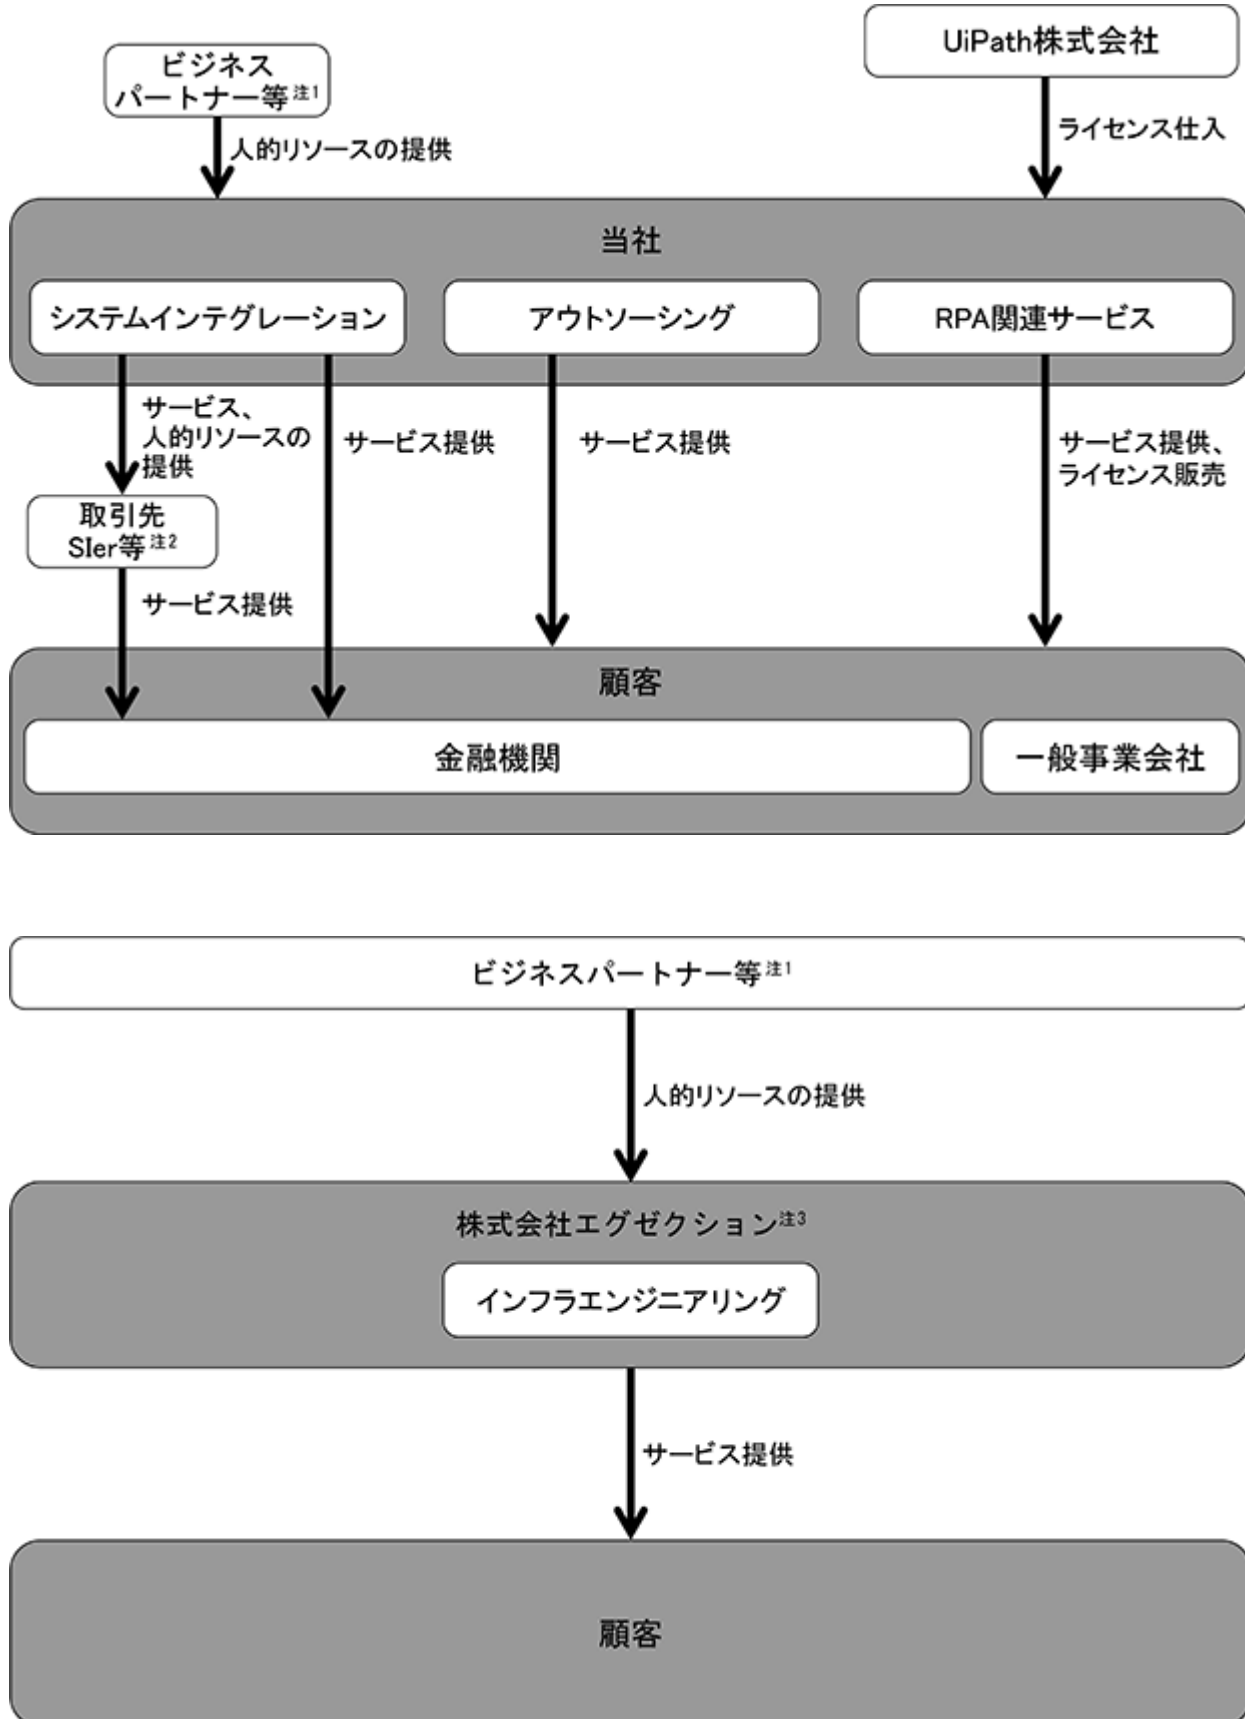 UiPath株式会社
ビジネス
パートナー等注1
ライセンス仕入
人的リソースの提供
当社
システムインテグレーション
アウトソーシング
RPA関連サービス
サービス、
人的リソースの
提供
サービス提供
サービス提供
サービス提供、
ライセンス販売
取引先
SIer等注2
サービス提供
顧客
金融機関
一般事業会社
ビジネスパートナー等注1
人的リソースの提供
株式会社エグゼクション注3
インフラエンジニアリング
サービス提供
顧客